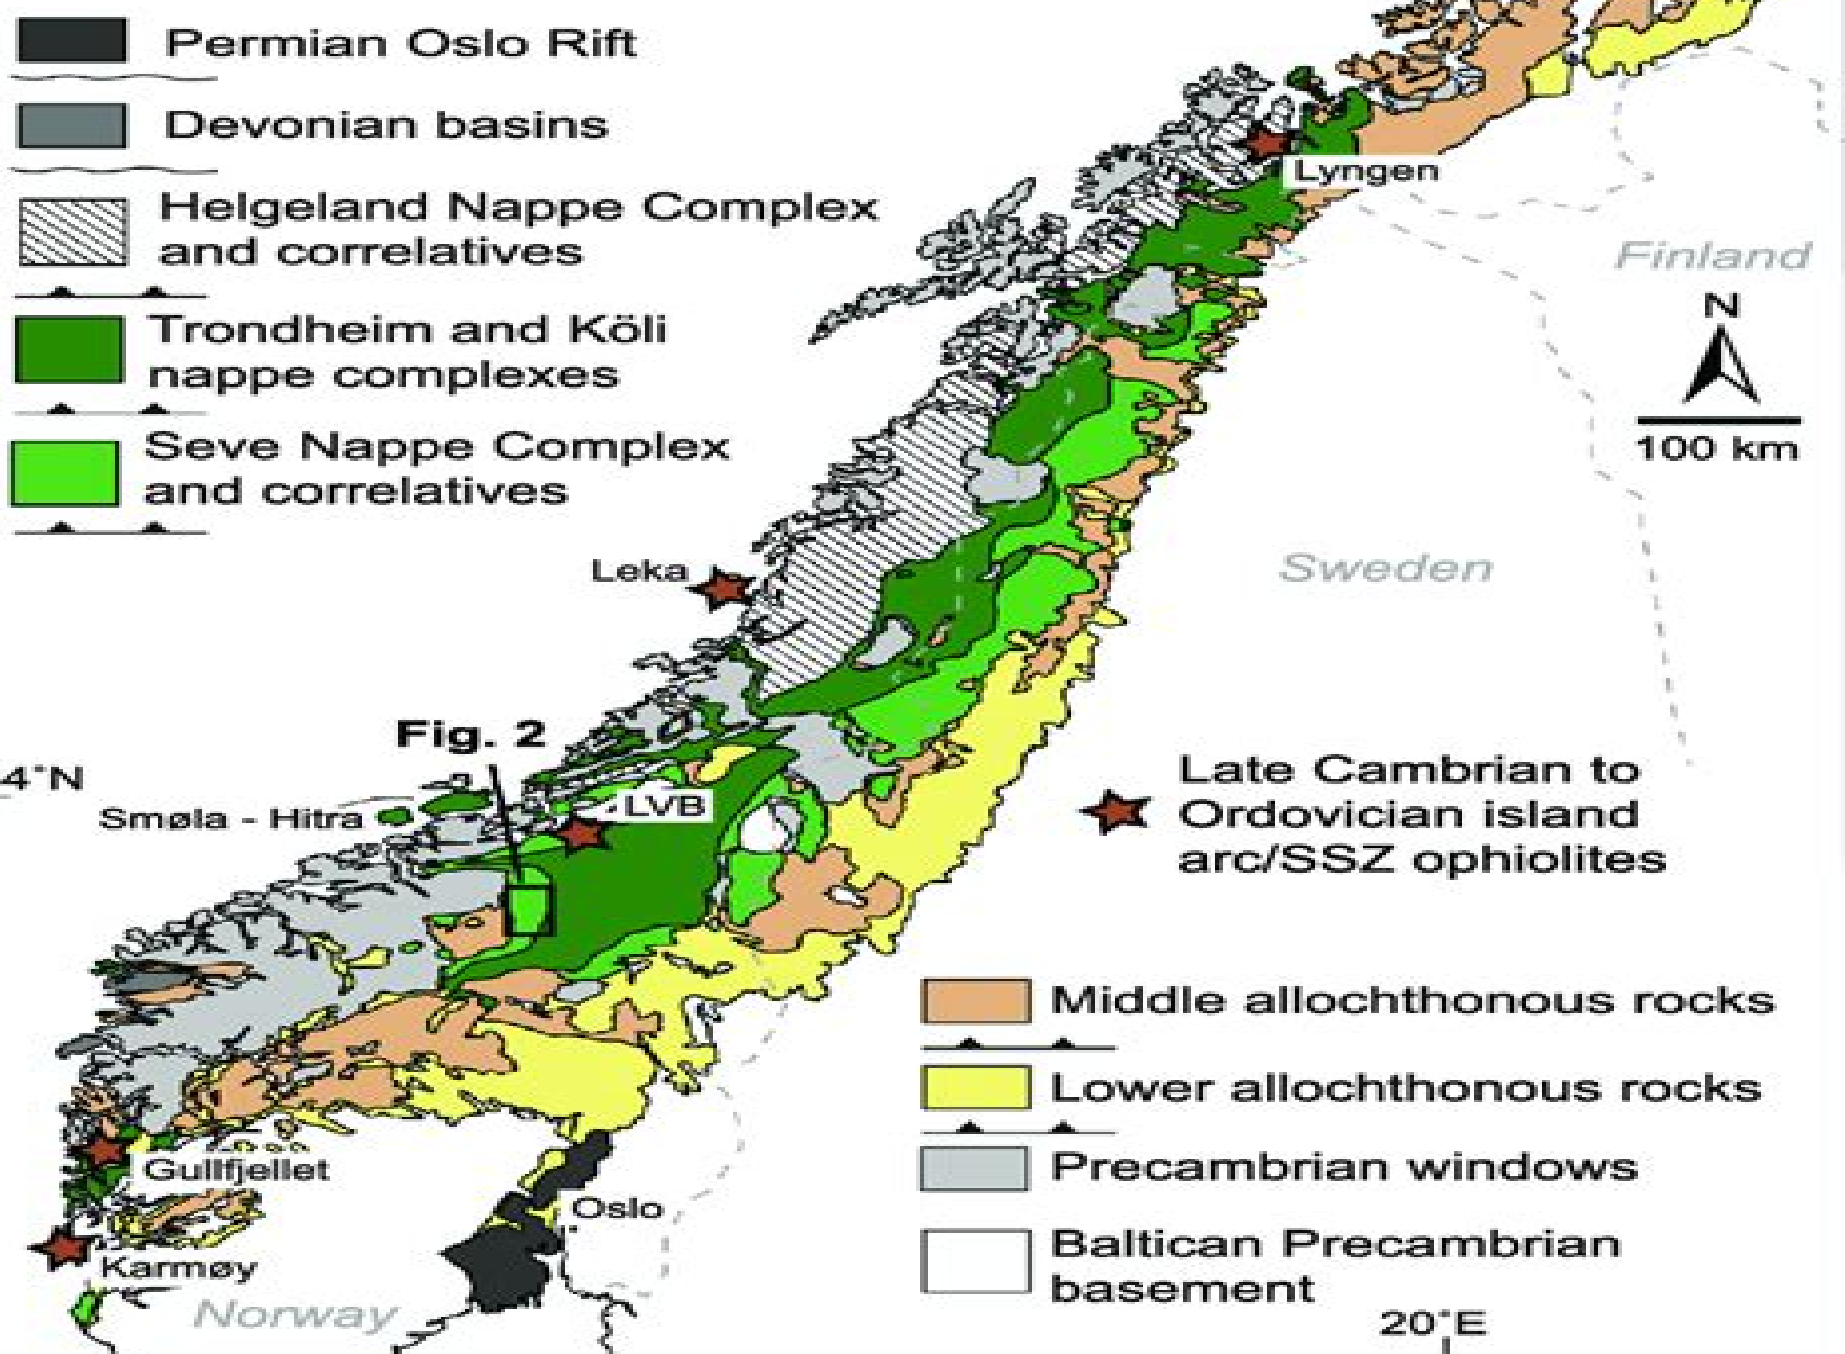 Permian Oslo Rift
Devonian basins
Helgeland Nappe Complex
and correlatives
Trondheim and Köli
nappe complexes
Seve Nappe Complex
and correlatives
Lyngen
Finland
N
100 km
Leka
Sweden
Fig. 2
4°N
Smøla - Hitra
LVB
Late Cambrian to
Ordovician island
arc/SSZ ophiolites
Middle allochthonous rocks
Lower allochthonous rocks
Precambrian windows
Baltican Precambrian
basement
Gullfjellet
Oslo
Karmøy
Norway
20°E